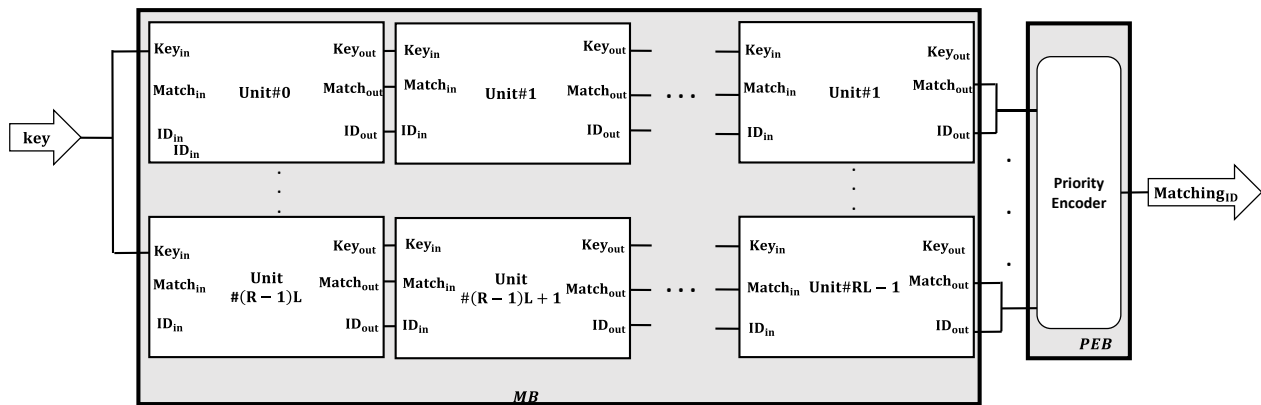 key
Key_in
Match_in
ID_in
ID_in
Unit#0
Key_out
Match_out
ID_out
Key_in
Match_in
ID_in
Unit#1
Key_out
Match_out
ID_out
Key_in
Match_in
ID_in
Unit#1
Key_out
Match_out
ID_out
Key_in
Match_in
ID_in
Unit
#(R − 1)L
Key_out
Match_out
ID_out
Key_in
Match_in
ID_in
Unit
#(R − 1)L + 1
Key_out
Match_out
ID_out
Key_in
Match_in
ID_in
Unit#RL − 1
Key_out
Match_out
ID_out
MB
Priority
Encoder
PEB
Matching_ID